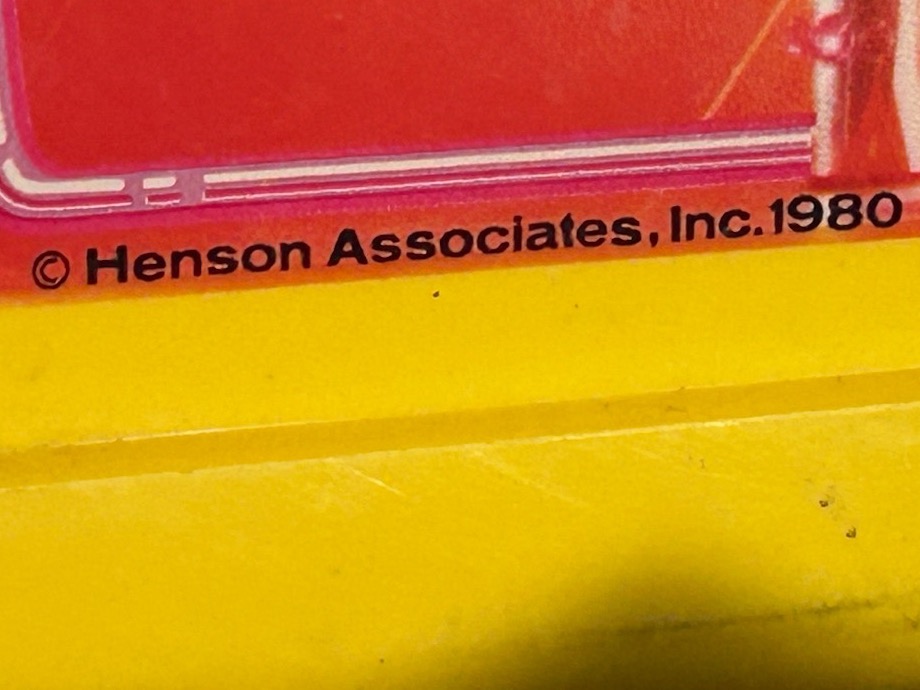 © Henson Associates, Inc. 1980